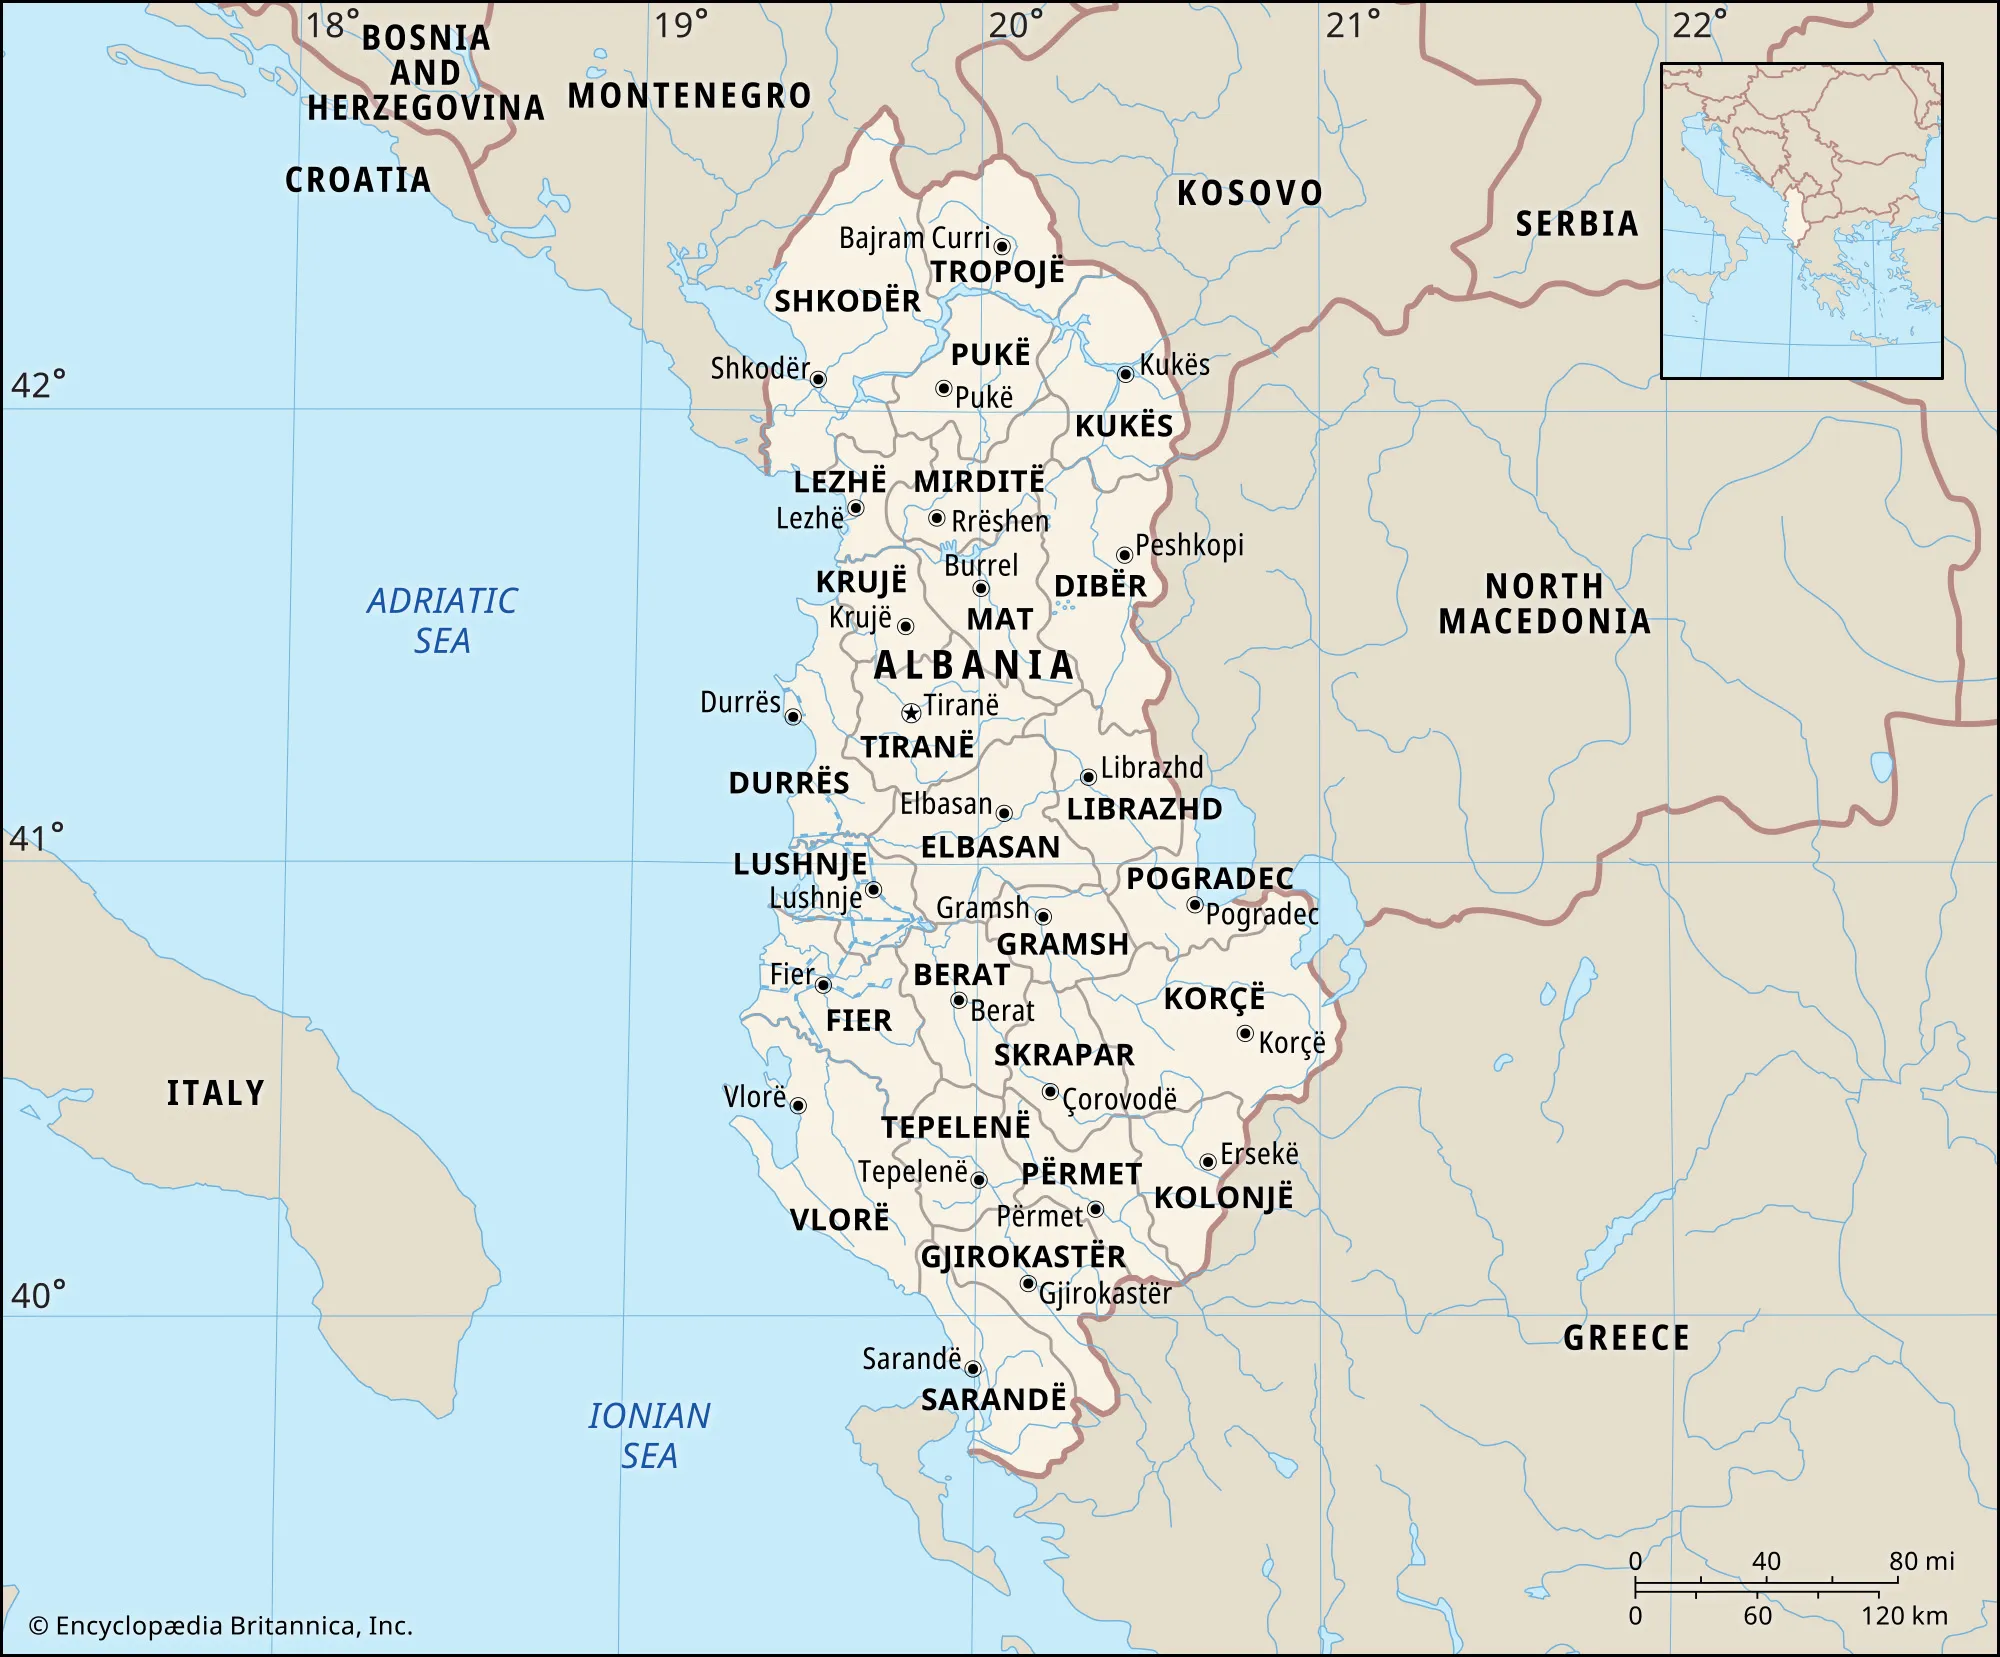 18°
19°
20°
21°
22°
BOSNIA
AND
HERZEGOVINA
MONTENEGRO
CROATIA
KOSOVO
SERBIA
Bajram Curri
TROPOJË
SHKODËR
PUKË
Shkodër
Kukës
42°
Pukë
KUKËS
LEZHË
MIRDITË
Lezhë
Rrëshen
Peshkopi
Burrel
KRUJË
DIBËR
NORTH
MACEDONIA
ADRIATIC
SEA
Krujë
MAT
ALBANIA
Durrës
Tiranë
TIRANË
Librazhd
DURRËS
Elbasan
LIBRAZHD
41°
ELBASAN
LUSHNJE
POGRADEC
Lushnje
Gramsh
Pogradec
GRAMSH
Fier
BERAT
KORÇË
Berat
FIER
Korçë
SKRAPAR
ITALY
Vlorë
Çorovodë
TEPELENË
Ersekë
Tepelenë
PËRMET
KOLONJË
VLORË
Përmet
GJIROKASTËR
40°
Gjirokastër
GREECE
Sarandë
SARANDË
IONIAN
SEA
0 40 80 mi
0 60 120 km
© Encyclopædia Britannica, Inc.